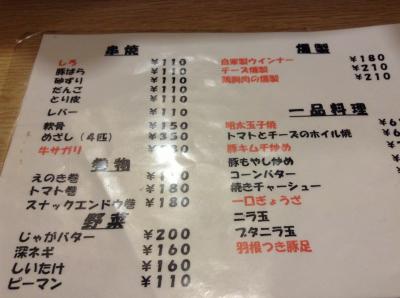 串焼
しろ ¥110
豚ばら ¥110
砂ずり ¥110
だんご ¥110
とり皮 ¥110
レバー ¥110
軟骨
めざし（4匹）
牛サガリ
巻物
えのき巻
トマト巻 ¥180
スナックエンドウ巻 ¥180
野菜
じゃがバター ¥200
深ネギ ¥160
しいたけ ¥160
ピーマン ¥110
燻製
自家製ウインナー ¥180
チーズ燻製 ¥210
鶏胸肉の燻製 ¥210
一品料理
明太玉子焼
トマトとチーズのホイル焼
豚キムチ炒め
豚もやし炒め
コーンバター
焼きチャーシュー
一口ぎょうざ
ニラ玉
ブタニラ玉
羽根つき豚足